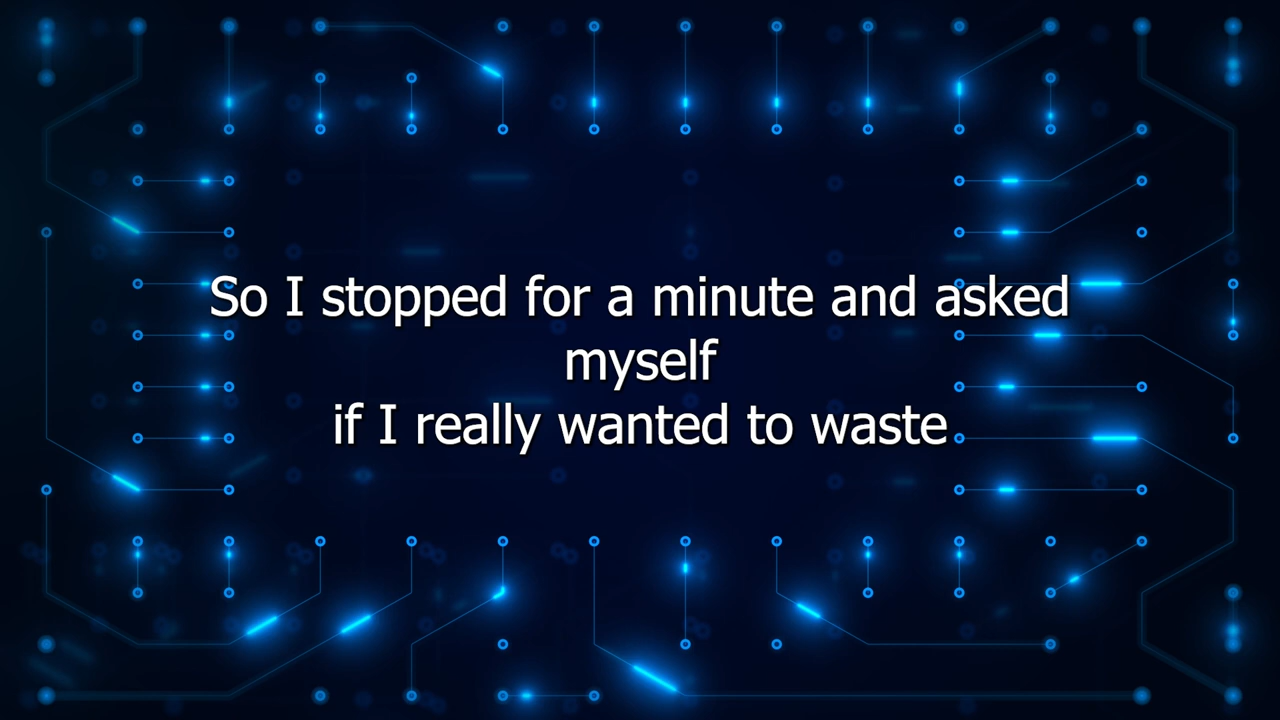 So I stopped for a minute and asked
myself
if I really wanted to waste